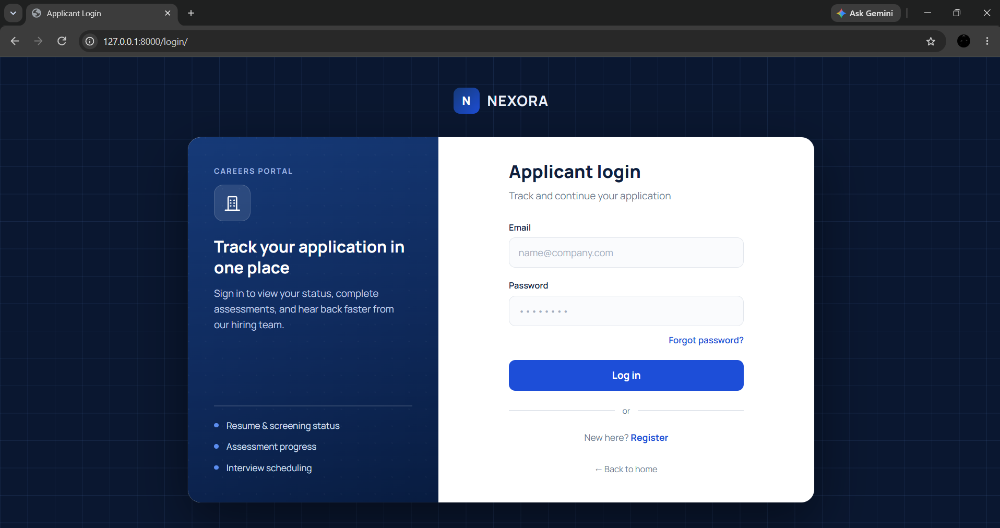 Applicant Login
Ask Gemini
127.0.0.1:8000/login/
N NEXORA
CAREERS PORTAL
Track your application in
one place
Sign in to view your status, complete
assessments, and hear back faster from
our hiring team.
Resume & screening status
Assessment progress
Interview scheduling
Applicant login
Track and continue your application
Email
name@company.com
Password
••••••••
Forgot password?
Log in
or
New here? Register
← Back to home